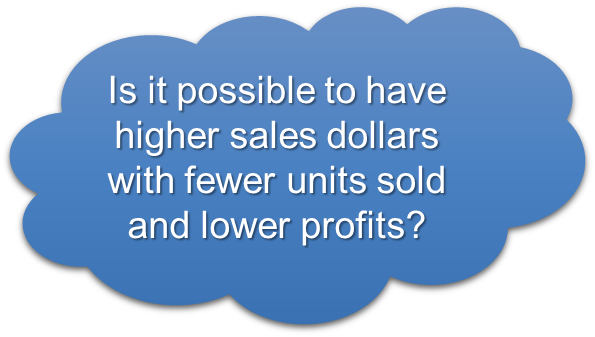 Is it possible to have
higher sales dollars
with fewer units sold
and lower profits?